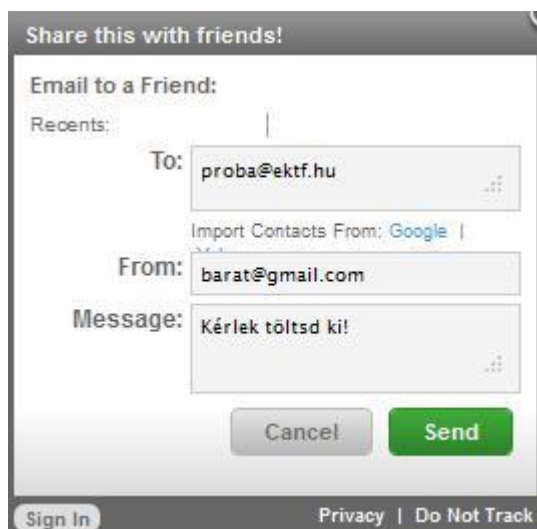 Share this with friends!
Email to a Friend:
Recents: |
To: proba@ektf.hu
Import Contacts From: Google |
From: barat@gmail.com
Message: Kérlek töltsd ki!
Cancel Send
Sign In Privacy | Do Not Track